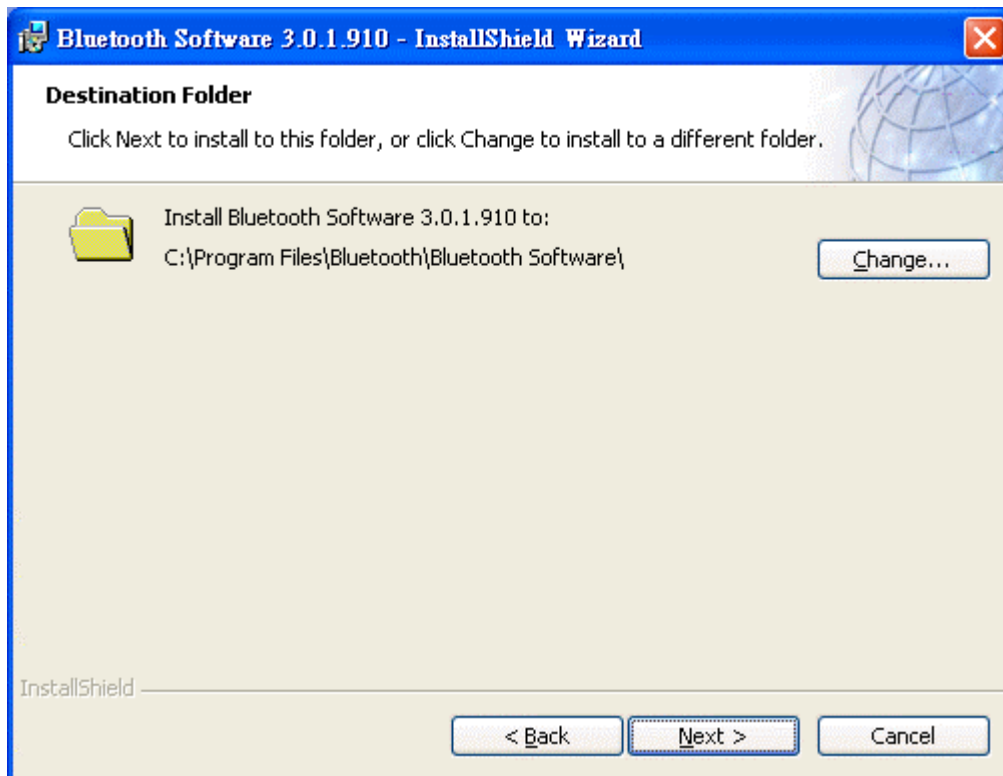 Bluetooth Software 3.0.1.910 - InstallShield Wizard
Destination Folder
Click Next to install to this folder, or click Change to install to a different folder.
Install Bluetooth Software 3.0.1.910 to:
C:\Program Files\Bluetooth\Bluetooth Software\
Change...
InstallShield
< Back
Next >
Cancel